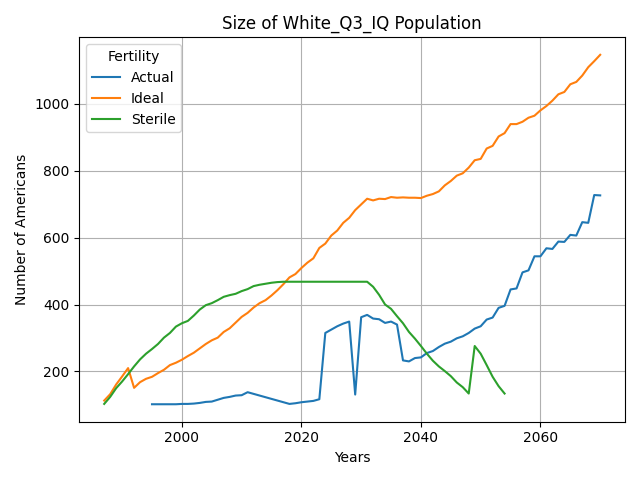 Size of White_Q3_IQ Population
Fertility
Actual
Ideal
Sterile
Number of Americans
1000
800
600
400
200
2000
2020
2040
2060
Years